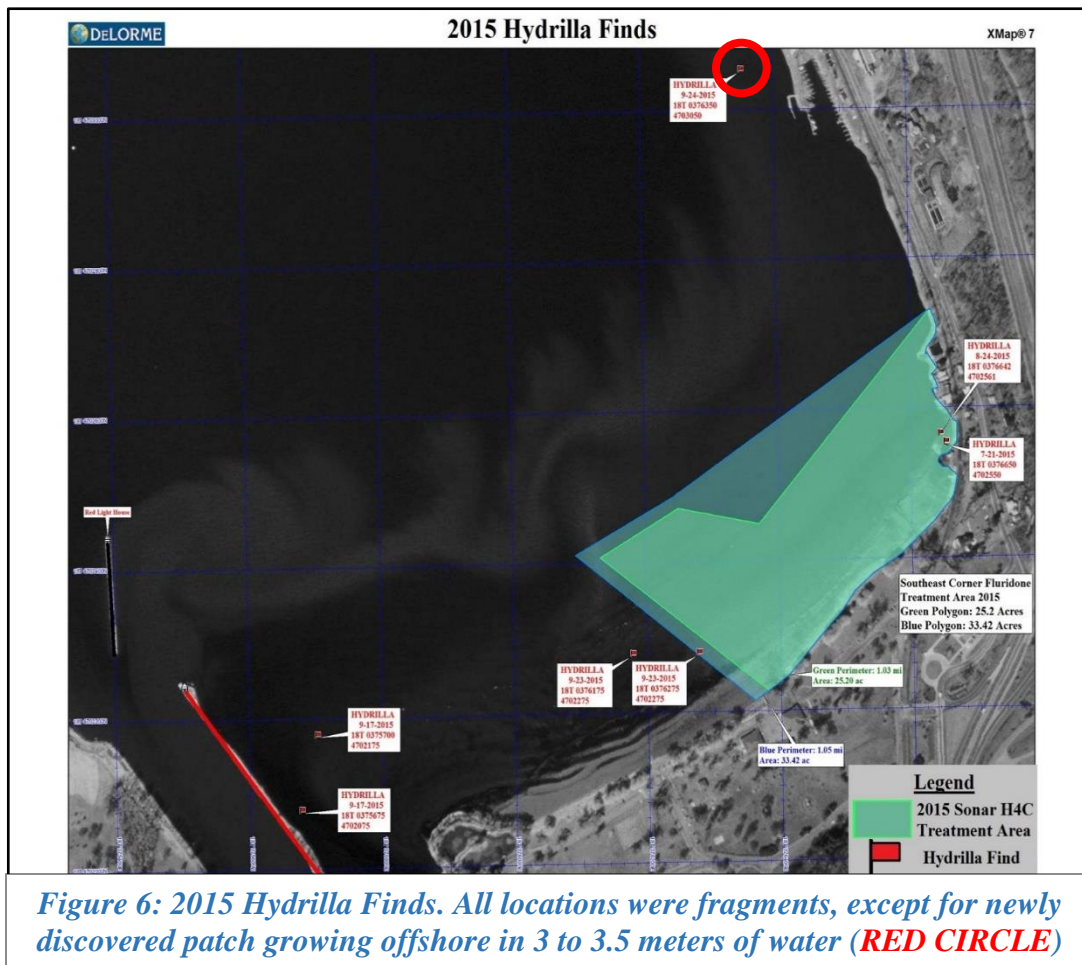 DELORME
2015 Hydrilla Finds
XMap® 7
HYDRILLA
9-24-2015
18T 0376350
4703050
HYDRILLA
8-24-2015
18T 0376642
4702561
HYDRILLA
7-21-2015
18T 0376650
4702550
Red Light House
Southeast Corner Fluridone
Treatment Area 2015
Green Polygon: 25.2 Acres
Blue Polygon: 33.42 Acres
HYDRILLA
9-23-2015
18T 0376175
4702275
HYDRILLA
9-23-2015
18T 0376275
4702275
Green Perimeter: 1.03 mi
Area: 25.20 ac
HYDRILLA
9-17-2015
18T 0375700
4702175
Blue Perimeter: 1.05 mi
Area: 33.42 ac
HYDRILLA
9-17-2015
18T 0375675
4702075
Legend
2015 Sonar H4C
Treatment Area
Hydrilla Find
Figure 6: 2015 Hydrilla Finds. All locations were fragments, except for newly
discovered patch growing offshore in 3 to 3.5 meters of water (RED CIRCLE)